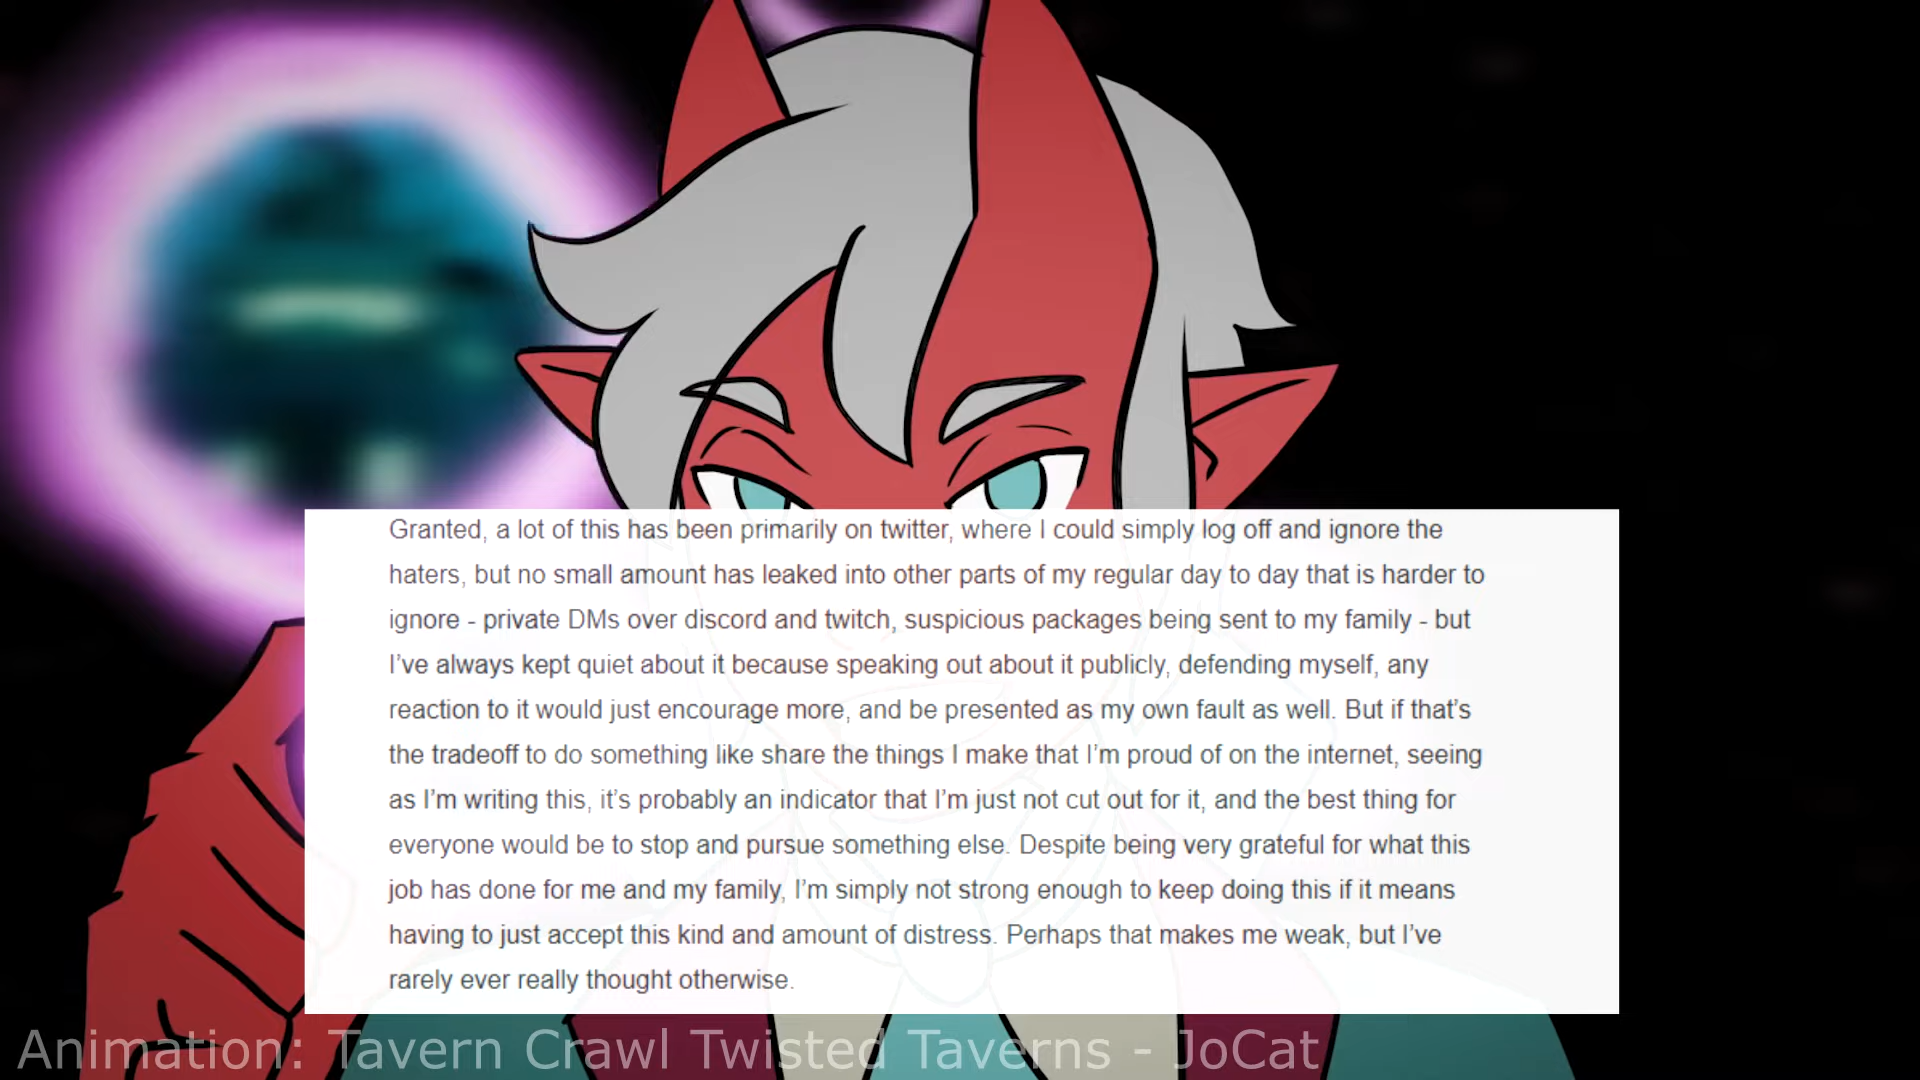 Granted, a lot of this has been primarily on twitter, where I could simply log off and ignore the
haters, but no small amount has leaked into other parts of my regular day to day that is harder to
ignore - private DMs over discord and twitch, suspicious packages being sent to my family - but
I've always kept quiet about it because speaking out about it publicly, defending myself, any
reaction to it would just encourage more, and be presented as my own fault as well. But if that's
the tradeoff to do something like share the things I make that I'm proud of on the internet, seeing
as I'm writing this, it's probably an indicator that I'm just not cut out for it, and the best thing for
everyone would be to stop and pursue something else. Despite being very grateful for what this
job has done for me and my family, I'm simply not strong enough to keep doing this if it means
having to just accept this kind and amount of distress. Perhaps that makes me weak, but I've
rarely ever really thought otherwise.
Animation: Tavern Crawl Twisted Taverns - JoCat